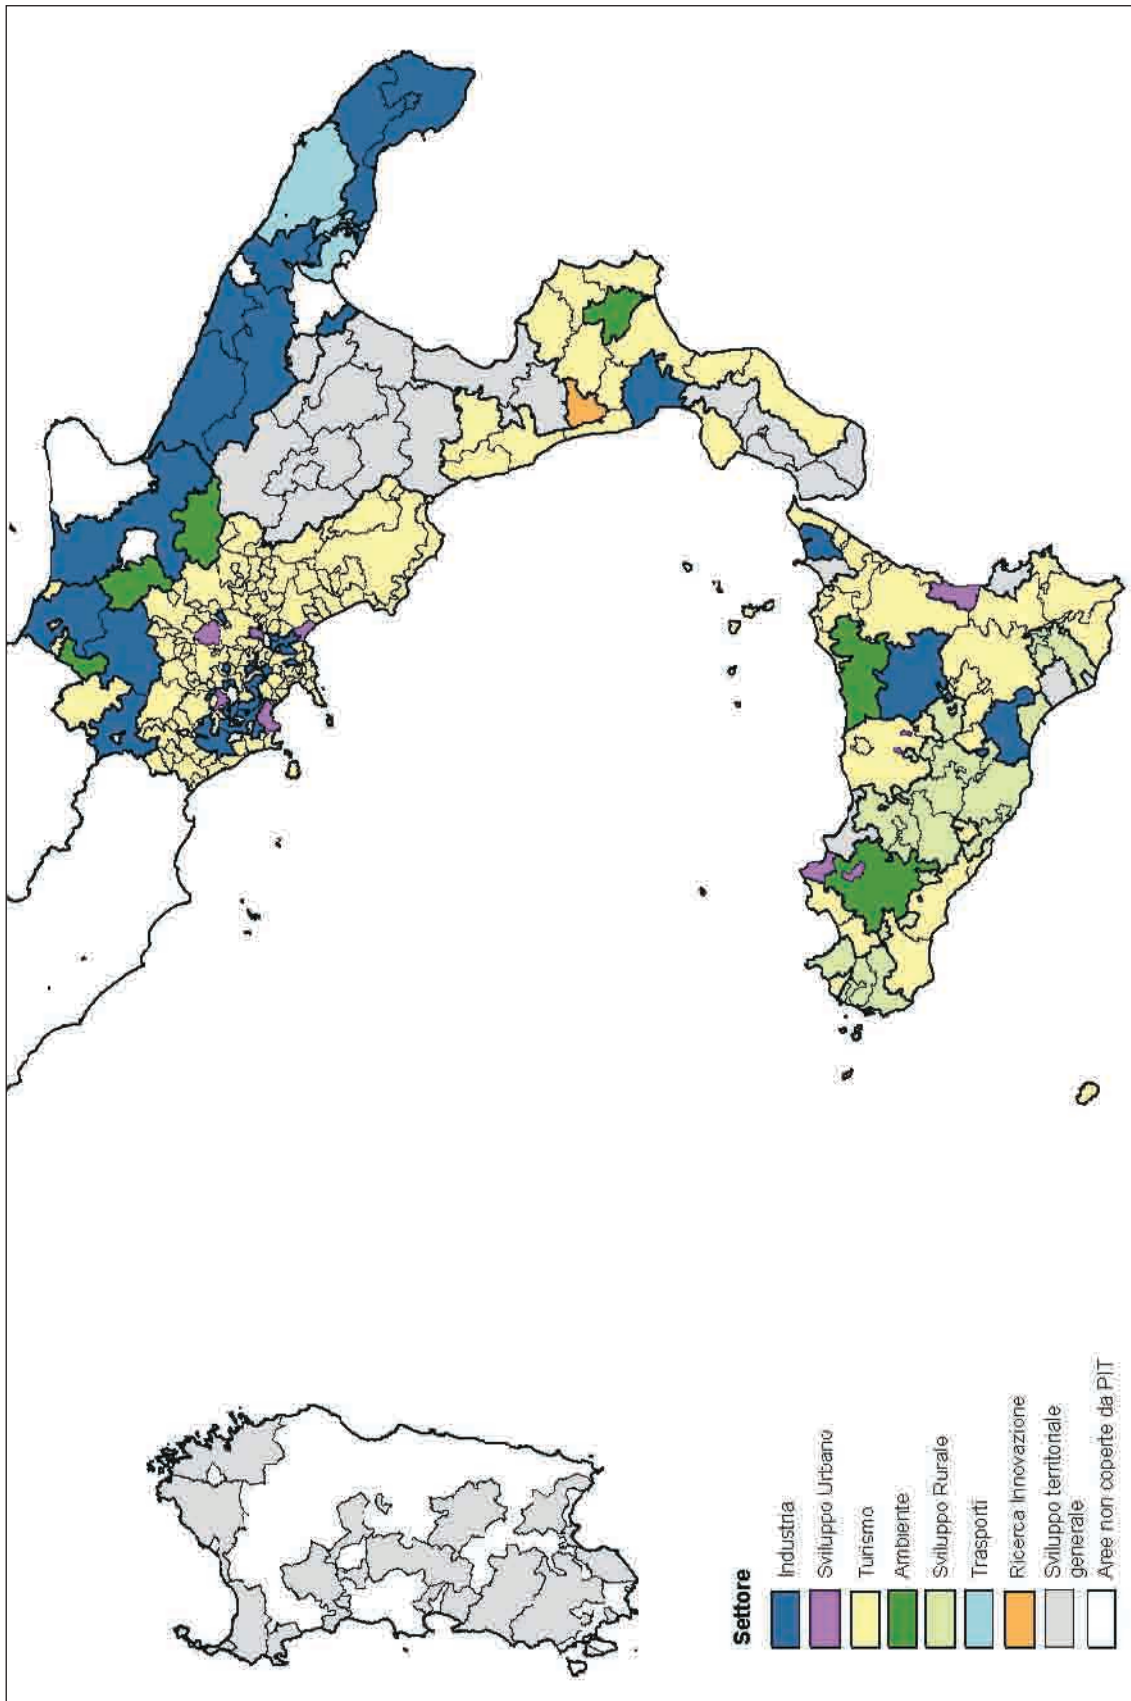 Settore
Industria
Sviluppo Urbano
Turismo
Ambiente
Sviluppo Rurale
Trasporti
Ricerca Innovazione
Sviluppo territoriale
generale
Aree non coperte da PIT